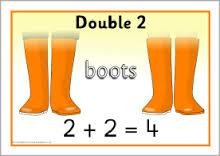 Double 2
boots
2 + 2 = 4